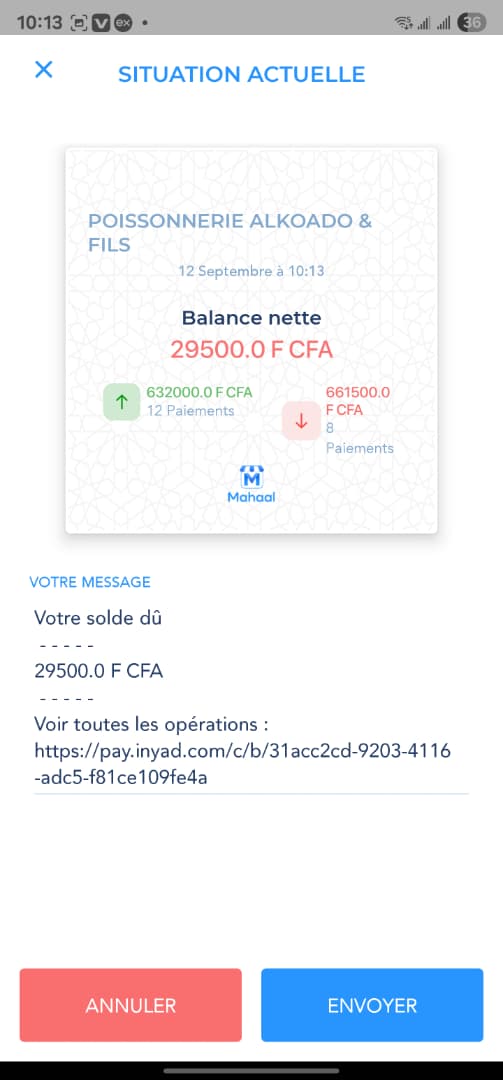 10:13
36
SITUATION ACTUELLE
POISSONNERIE ALKOADO &
FILS
12 Septembre à 10:13
Balance nette
29500.0 F CFA
632000.0 F CFA
12 Paiements
661500.0
F CFA
8
Paiements
Mahaal
VOTRE MESSAGE
Votre solde dû
- - - - -
29500.0 F CFA
- - - - -
Voir toutes les opérations :
https://pay.inyad.com/c/b/31acc2cd-9203-4116
-adc5-f81ce109fe4a
ANNULER
ENVOYER